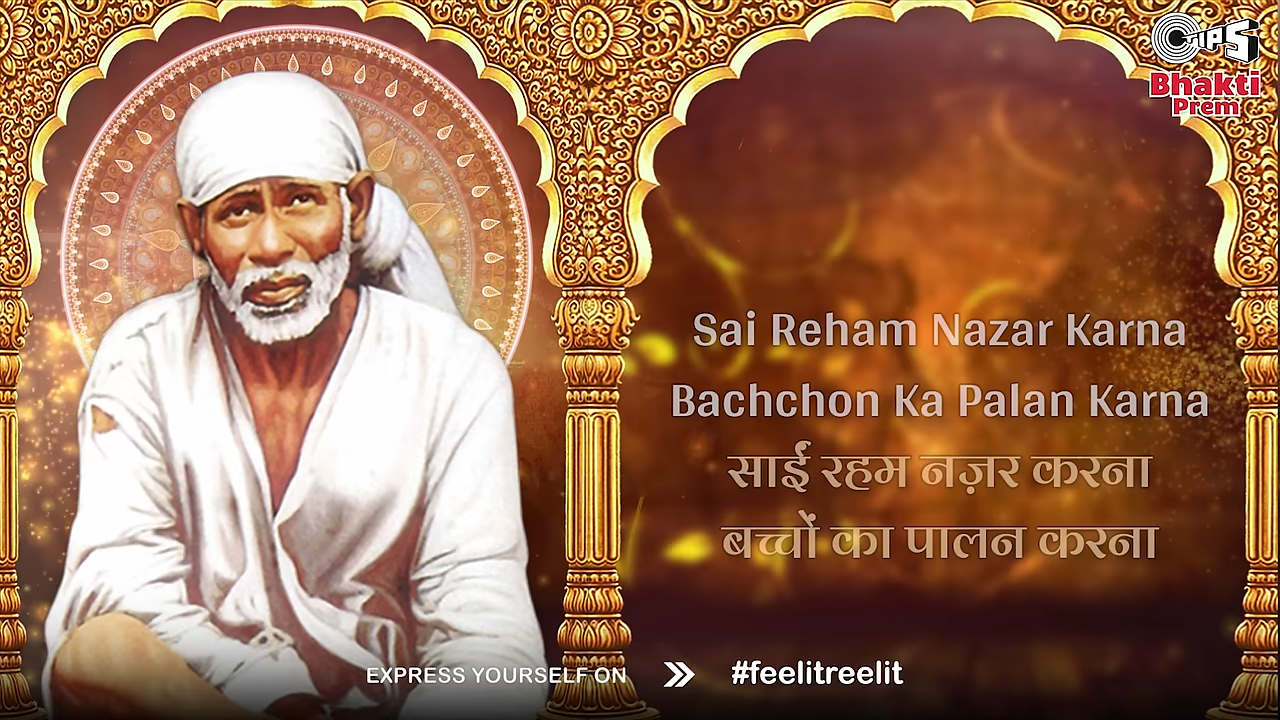 TIPS
Bhakti
Prem
Sai Reham Nazar Karna
Bachchon Ka Palan Karna
साईं रहम नज़र करना
बच्चों का पालन करना
EXPRESS YOURSELF ON » #feelitreelit